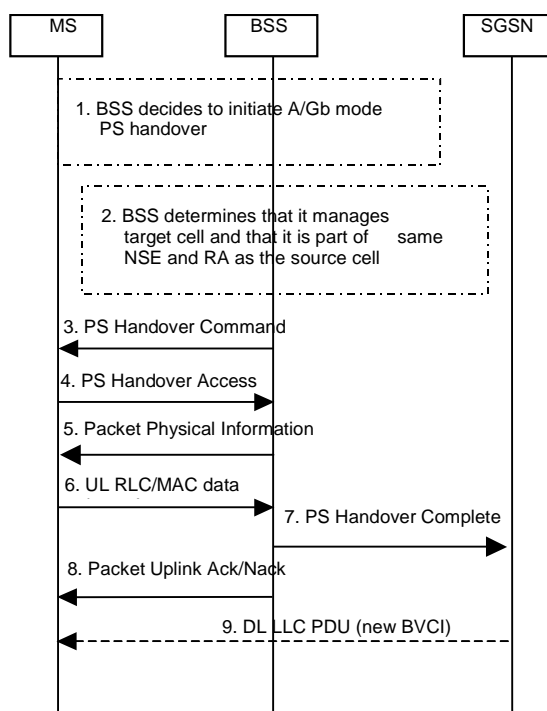 MS BSS SGSN
1. BSS decides to initiate A/Gb mode
PS handover
2. BSS determines that it manages
target cell and that it is part of same
NSE and RA as the source cell
3. PS Handover Command
4. PS Handover Access
5. Packet Physical Information
6. UL RLC/MAC data
7. PS Handover Complete
8. Packet Uplink Ack/Nack
9. DL LLC PDU (new BVCI)